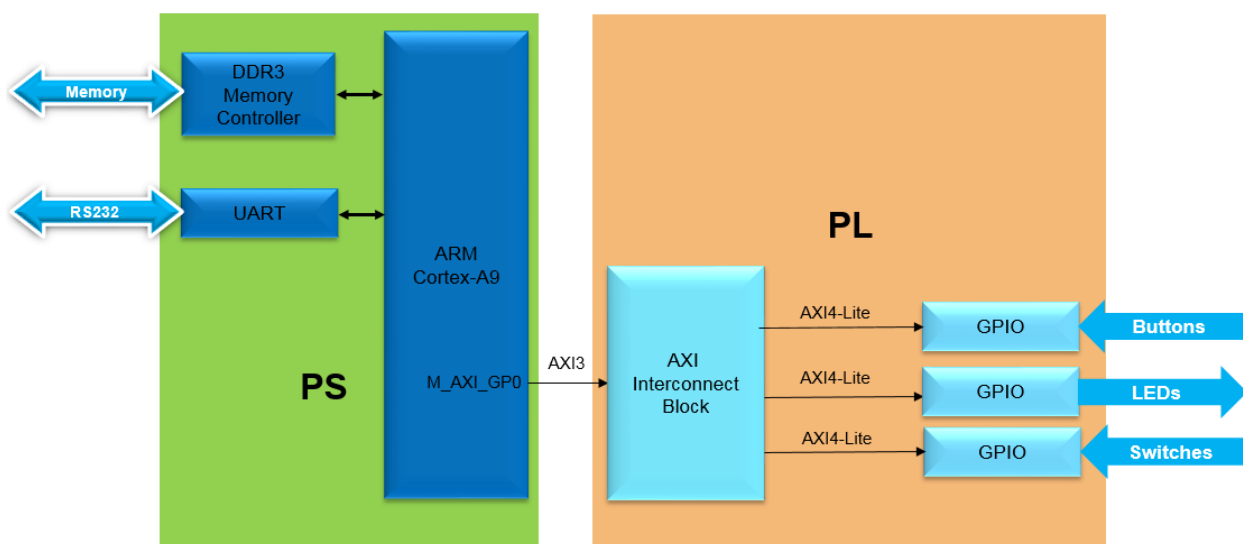 Memory
DDR3
Memory
Controller
RS232
UART
ARM
Cortex-A9
M_AXI_GP0
PS
AXI3
PL
AXI
Interconnect
Block
AXI4-Lite
GPIO
Buttons
AXI4-Lite
GPIO
LEDs
AXI4-Lite
GPIO
Switches